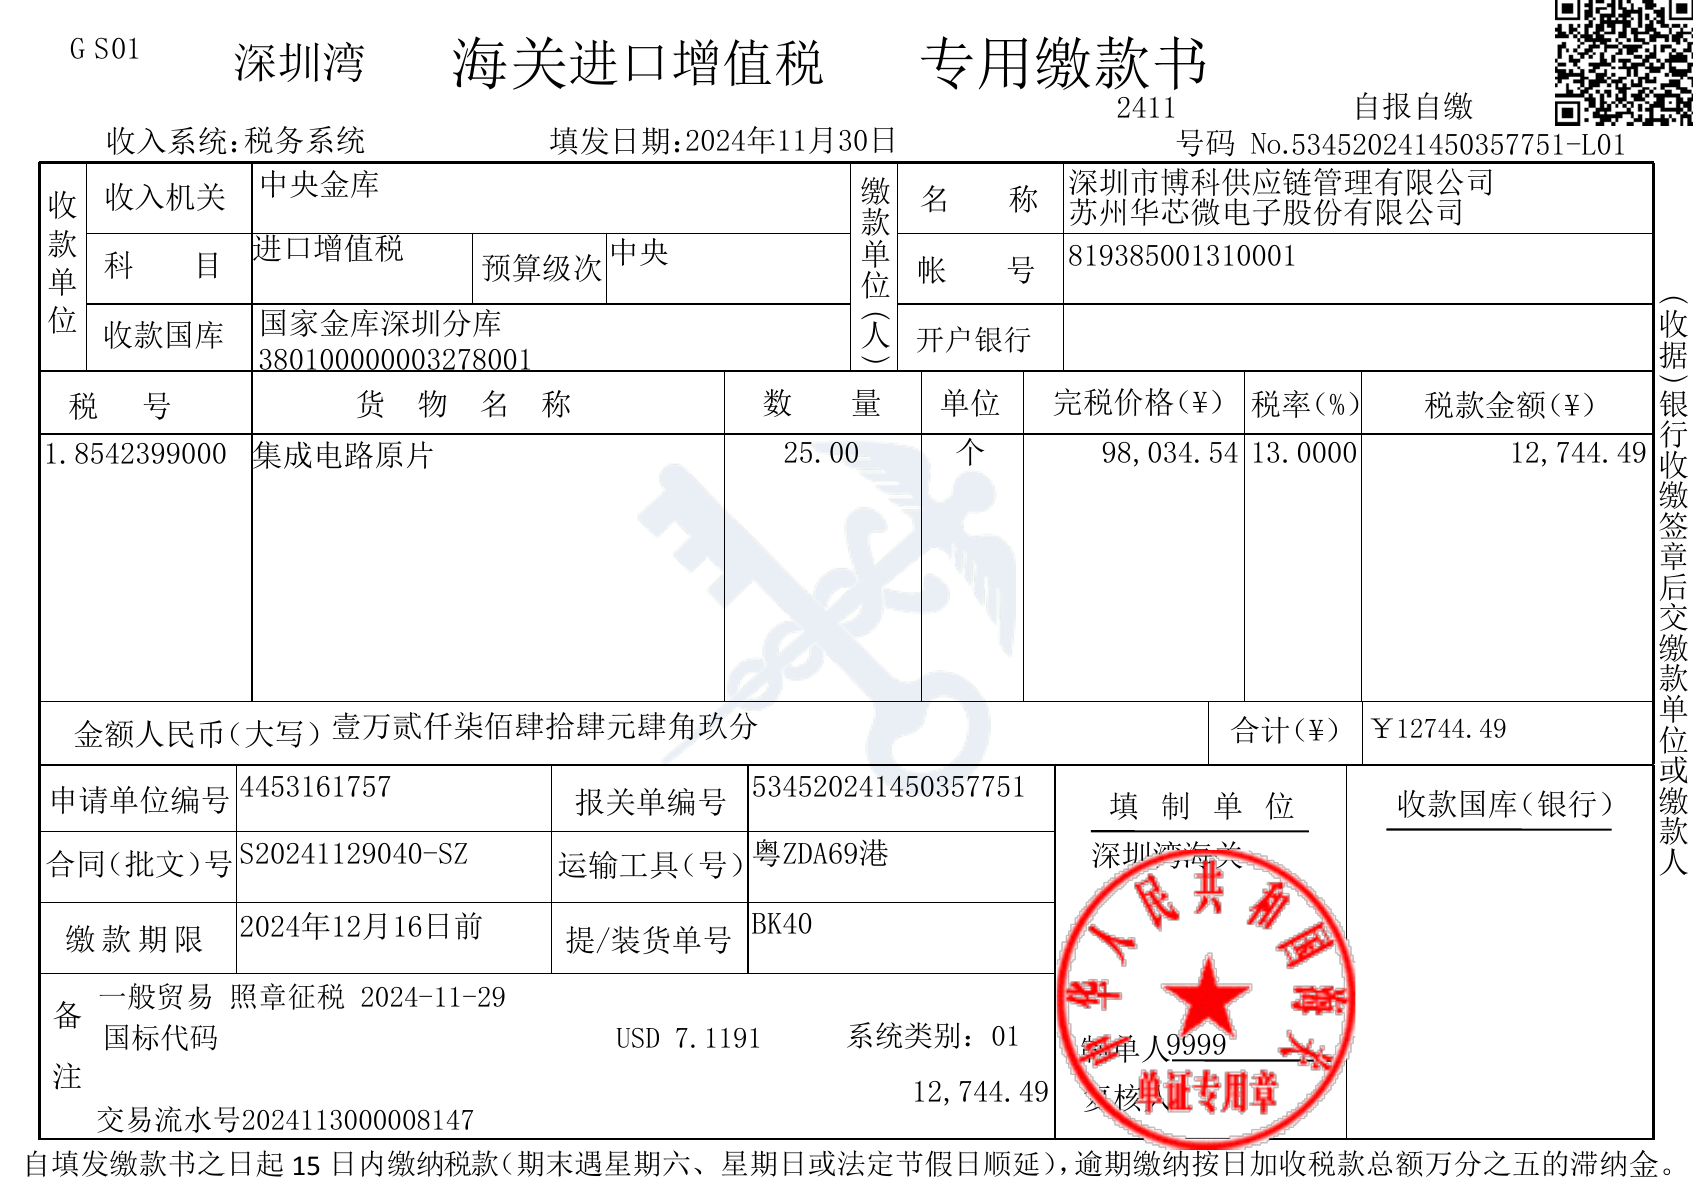 G S01 深圳湾 海关进口增值税 专用缴款书
2411 自报自缴
收入系统:税务系统 填发日期:2024年11月30日 号码 No.534520241450357751-L01
收款单位 收入机关 中央金库 缴款单位(人) 名 称 深圳市博科供应链管理有限公司
苏州华芯微电子股份有限公司
科 目 进口增值税 预算级次 中央 帐 号 819385001310001
收款国库 国家金库深圳分库 开户银行
380100000003278001
税 号 货 物 名 称 数 量 单位 完税价格(¥) 税率(%) 税款金额(¥)
1.8542399000 集成电路原片 25.00 个 98,034.54 13.0000 12,744.49
金额人民币(大写) 壹万贰仟柒佰肆拾肆元肆角玖分 合计(¥) ¥12744.49
申请单位编号 4453161757 报关单编号 534520241450357751 填 制 单 位 收款国库(银行)
合同(批文)号 S20241129040-SZ 运输工具(号) 粤ZDA69港 深圳湾海关
缴款期限 2024年12月16日前 提/装货单号 BK40
备注 一般贸易 照章征税 2024-11-29
国标代码 USD 7.1191 系统类别: 01 制单人9999
12,744.49 复核人
交易流水号2024113000008147
中华人民共和国海关
单证专用章
(收据)银行收缴签章后交缴款单位或缴款人
自填发缴款书之日起 15 日内缴纳税款(期末遇星期六、星期日或法定节假日顺延),逾期缴纳按日加收税款总额万分之五的滞纳金。